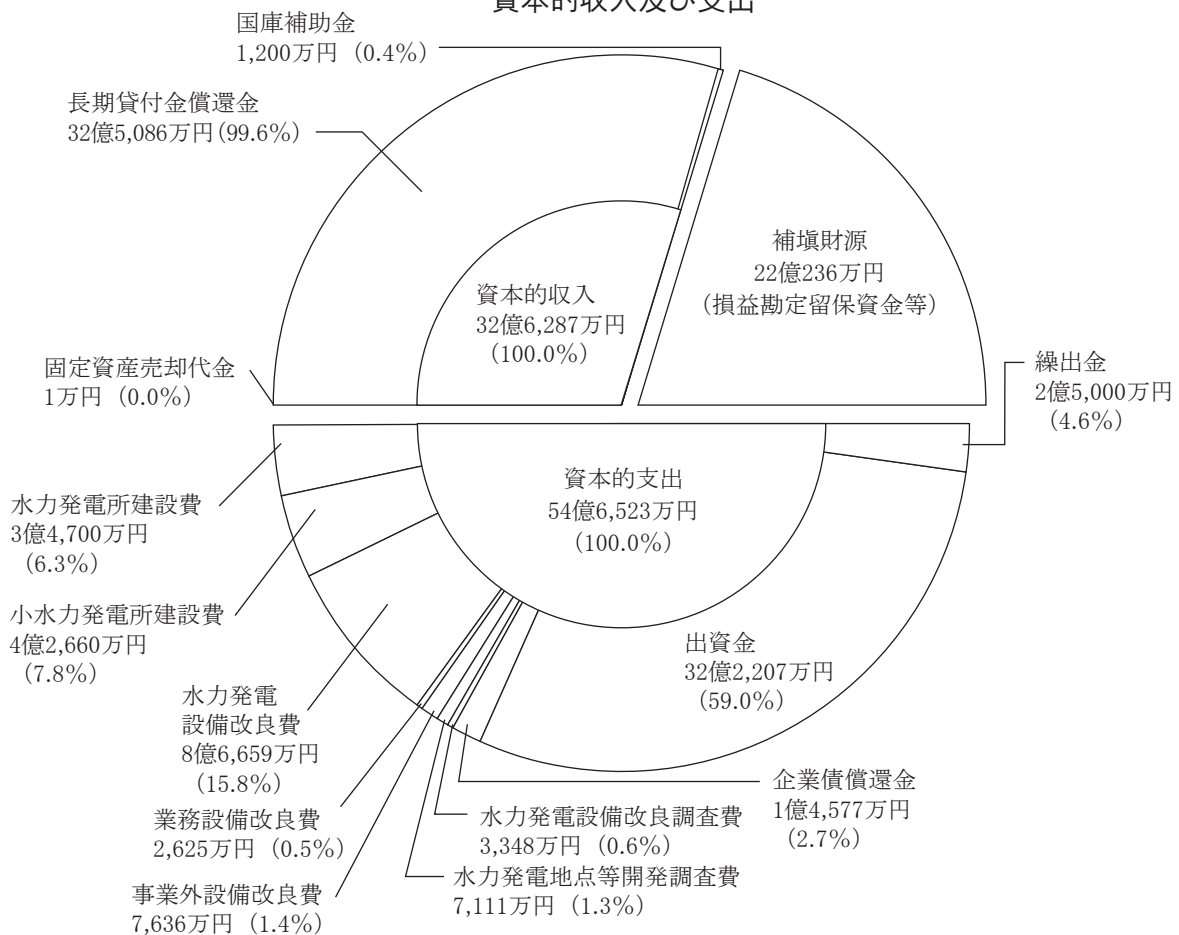 資本的収入及び支出
国庫補助金
1,200万円（0.4%）
長期貸付金償還金
32億5,086万円（99.6%）
補塡財源
22億236万円
（損益勘定留保資金等）
資本的収入
32億6,287万円
（100.0%）
固定資産売却代金
1万円（0.0%）
繰出金
2億5,000万円
（4.6%）
資本的支出
54億6,523万円
（100.0%）
水力発電所建設費
3億4,700万円
（6.3%）
小水力発電所建設費
4億2,660万円
（7.8%）
出資金
32億2,207万円
（59.0%）
水力発電
設備改良費
8億6,659万円
（15.8%）
企業債償還金
1億4,577万円
（2.7%）
業務設備改良費
2,625万円（0.5%）
水力発電設備改良調査費
3,348万円（0.6%）
事業外設備改良費
7,636万円（1.4%）
水力発電地点等開発調査費
7,111万円（1.3%）